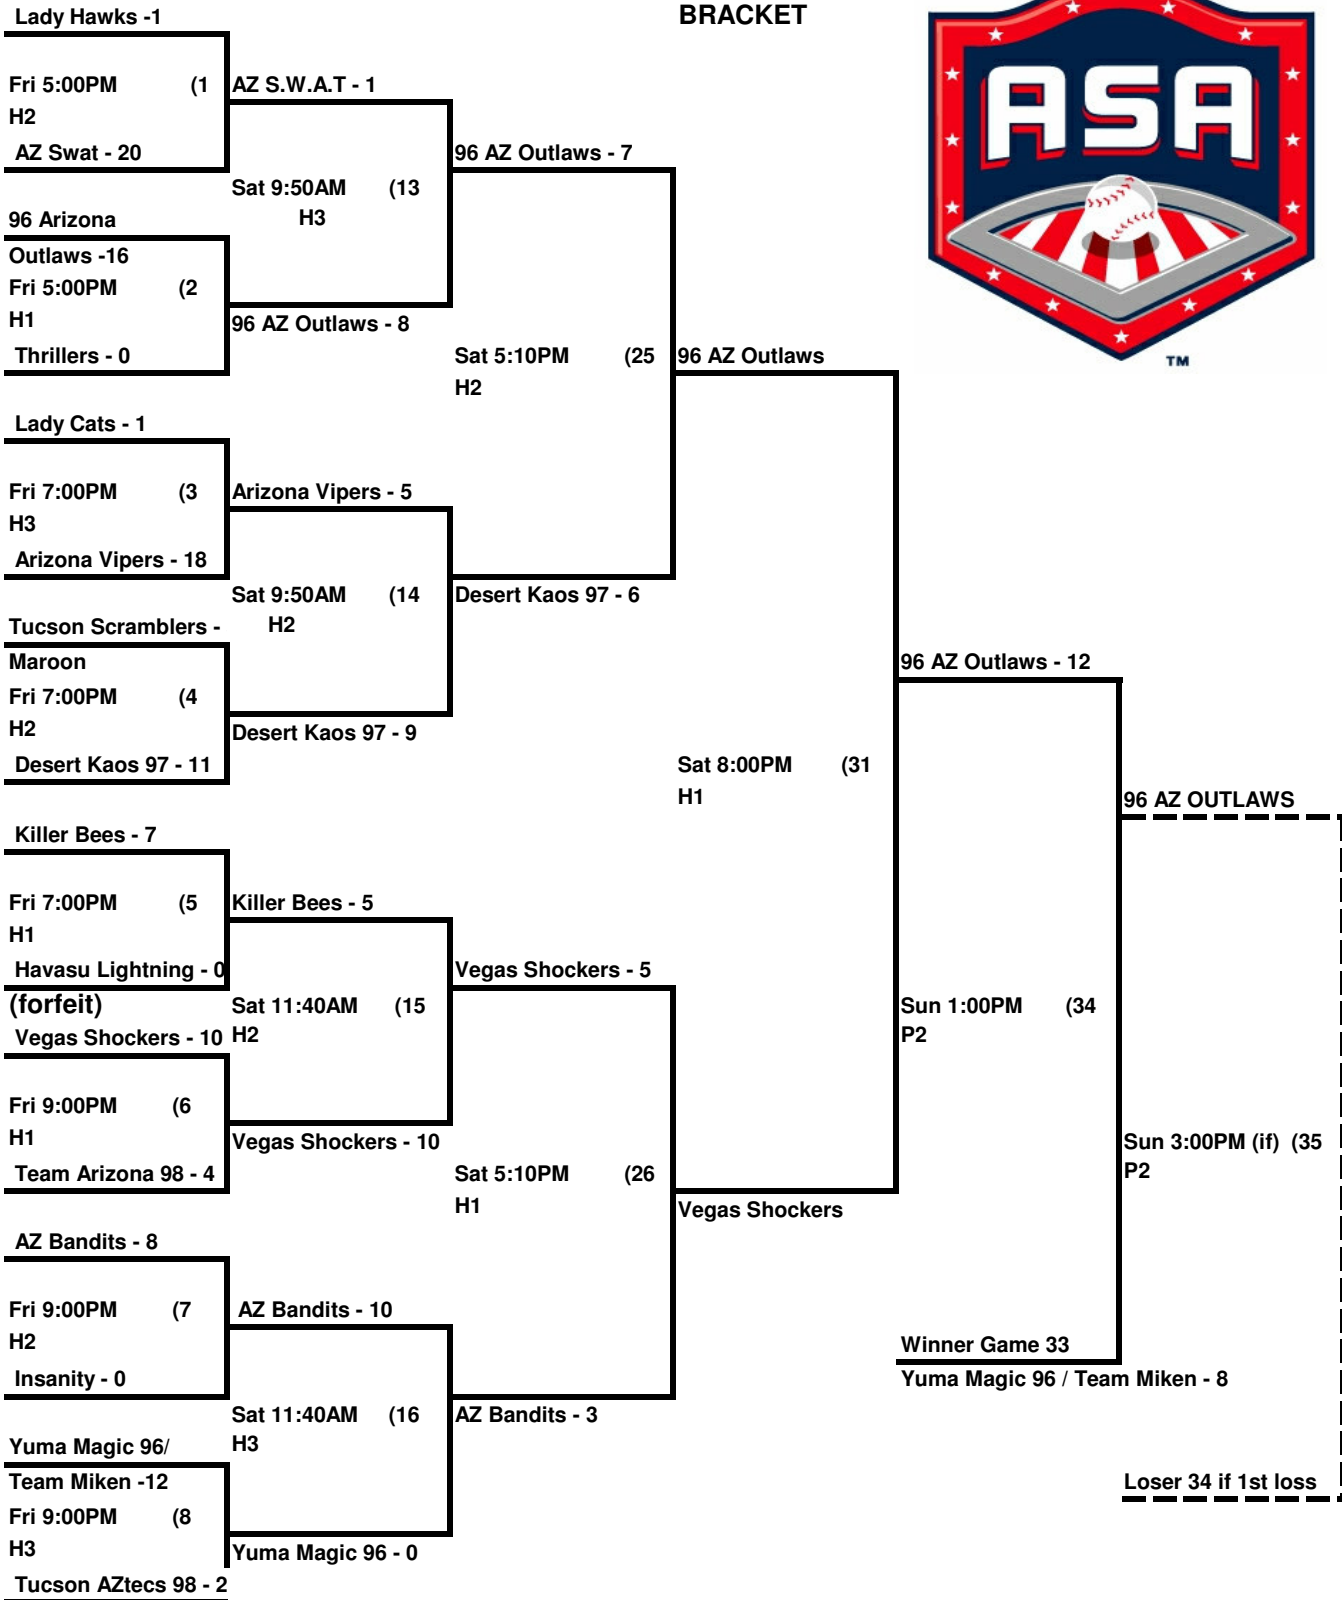 BRACKET
ASA
TM
Lady Hawks -1
Fri 5:00PM (1
H2
AZ Swat - 20
AZ S.W.A.T - 1
Sat 9:50AM (13
H3
96 Arizona
Outlaws -16
Fri 5:00PM (2
H1
Thrillers - 0
96 AZ Outlaws - 8
96 AZ Outlaws - 7
Sat 5:10PM (25
H2
Lady Cats - 1
Fri 7:00PM (3
H3
Arizona Vipers - 18
Arizona Vipers - 5
Sat 9:50AM (14
H2
Tucson Scramblers -
Maroon
Fri 7:00PM (4
H2
Desert Kaos 97 - 11
Desert Kaos 97 - 9
Desert Kaos 97 - 6
96 AZ Outlaws
Sat 8:00PM (31
H1
Killer Bees - 7
Fri 7:00PM (5
H1
Havasu Lightning - 0
(forfeit)
Killer Bees - 5
Sat 11:40AM (15
H2
Vegas Shockers - 10
Fri 9:00PM (6
H1
Team Arizona 98 - 4
Vegas Shockers - 10
Vegas Shockers - 5
Sat 5:10PM (26
H1
AZ Bandits - 8
Fri 9:00PM (7
H2
Insanity - 0
AZ Bandits - 10
Sat 11:40AM (16
H3
Yuma Magic 96/
Team Miken -12
Fri 9:00PM (8
H3
Tucson AZtecs 98 - 2
Yuma Magic 96 - 0
AZ Bandits - 3
Vegas Shockers
96 AZ Outlaws - 12
Sun 1:00PM (34
P2
Winner Game 33
Yuma Magic 96 / Team Miken - 8
96 AZ OUTLAWS
Sun 3:00PM (if) (35
P2
Loser 34 if 1st loss